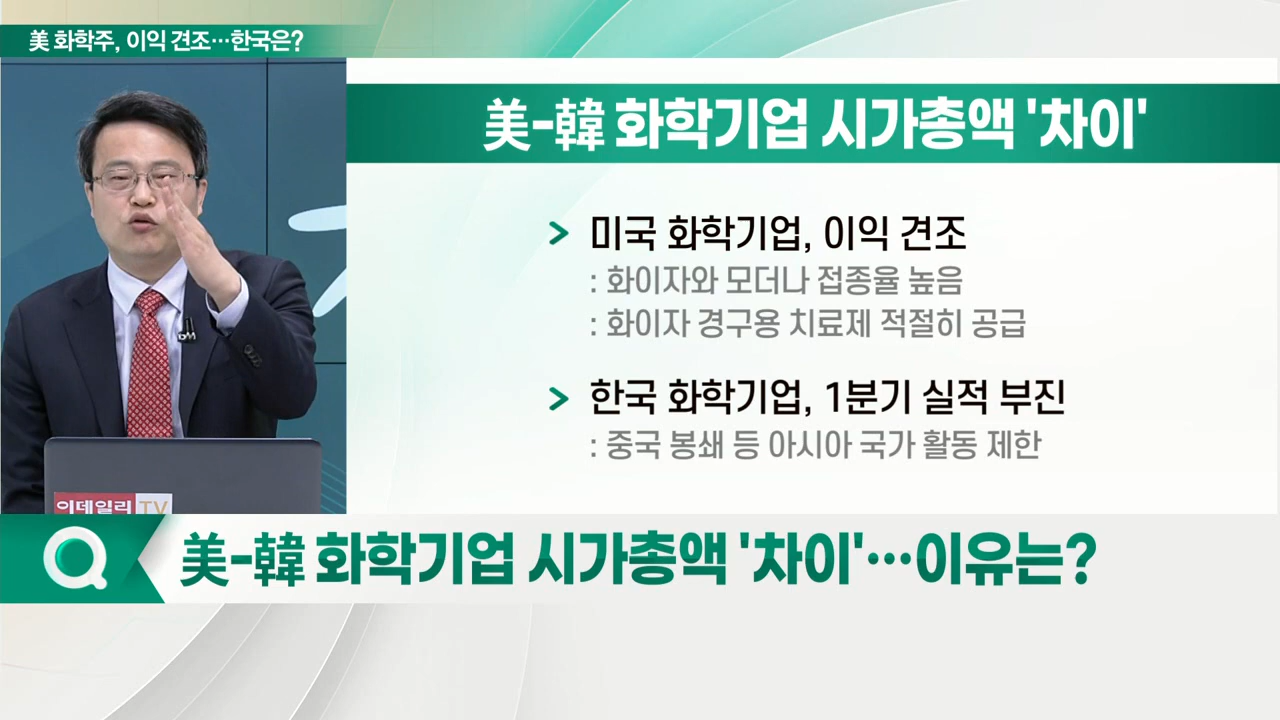 美 화학주, 이익 견조…한국은?
美-韓 화학기업 시가총액 '차이'
> 미국 화학기업, 이익 견조
: 화이자와 모더나 접종율 높음
: 화이자 경구용 치료제 적절히 공급
> 한국 화학기업, 1분기 실적 부진
: 중국 봉쇄 등 아시아 국가 활동 제한
이데일리 TV
美-韓 화학기업 시가총액 '차이'…이유는?